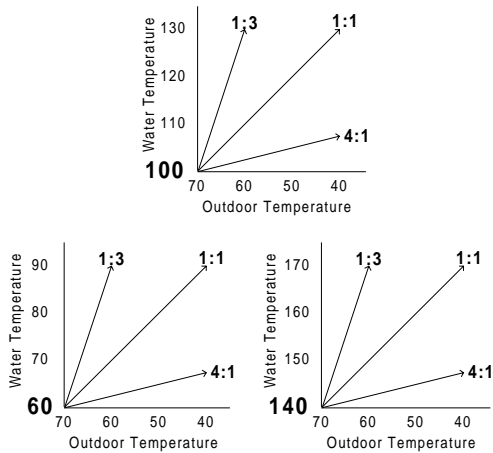 1:3 1:1
130
120
110
4:1
100
Water Temperature
70 60 50 40
Outdoor Temperature
1:3 1:1
90
80
70
4:1
60
Water Temperature
70 60 50 40
Outdoor Temperature
1:3 1:1
170
160
150
4:1
140
Water Temperature
70 60 50 40
Outdoor Temperature